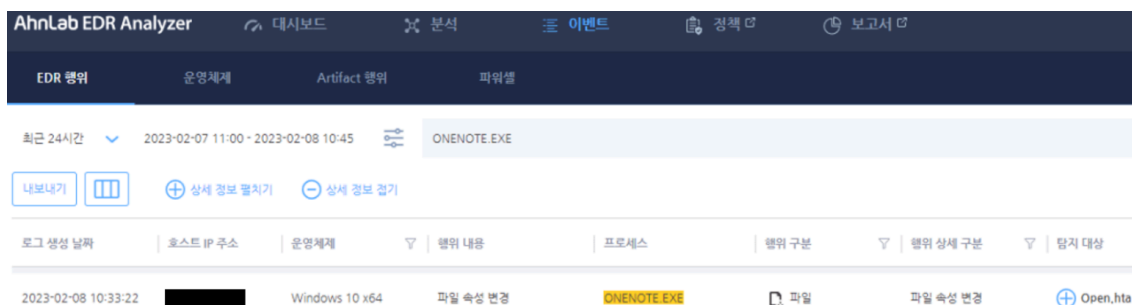 AhnLab EDR Analyzer 대시보드 분석 이벤트 정책 보고서
EDR 행위 운영체제 Artifact 행위 파워셸
최근 24시간 2023-02-07 11:00 - 2023-02-08 10:45 ONENOTE.EXE
내보내기 상세 정보 펼치기 상세 정보 접기
로그 생성 날짜 호스트 IP 주소 운영체제 행위 내용 프로세스 행위 구분 행위 상세 구분 탐지 대상
2023-02-08 10:33:22 Windows 10 x64 파일 속성 변경 ONENOTE.EXE 파일 파일 속성 변경 Open.hta